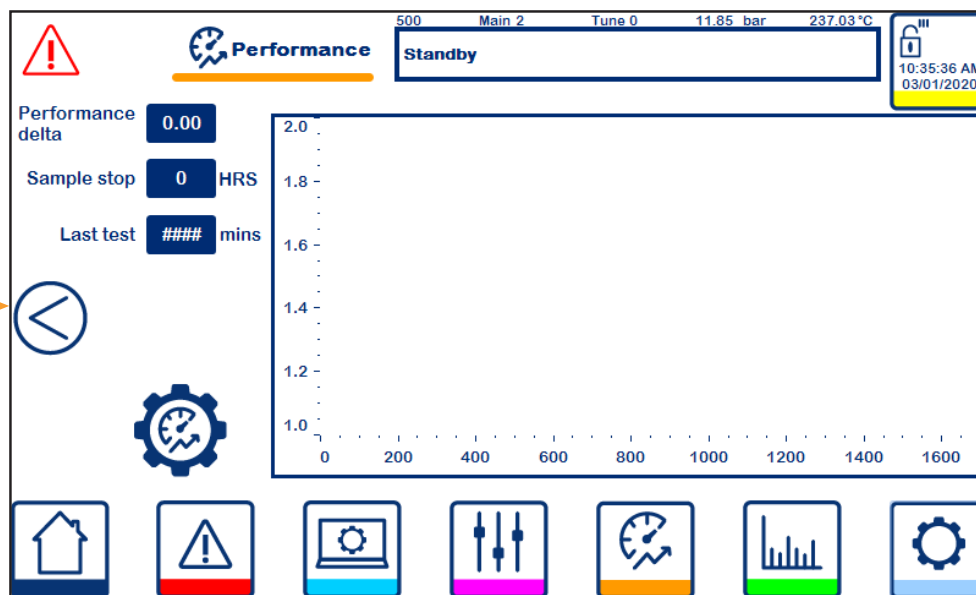 500 Main 2 Tune 0 11.85 bar 237.03 °C
Performance
Standby
10:35:36 AM
03/01/2020
Performance
delta
0.00
Sample stop 0 HRS
Last test #### mins
2.0
1.8
1.6
1.4
1.2
1.0
0 200 400 600 800 1000 1200 1400 1600